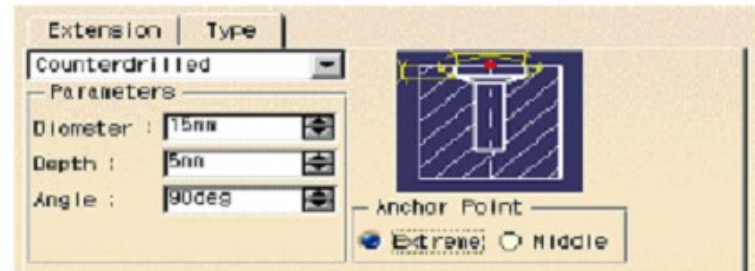 Extension Type
Counterdrilled
Parameters
Diameter : 15mm
Depth : 5mm
Angle : 90deg
Anchor Point
Extreme Middle